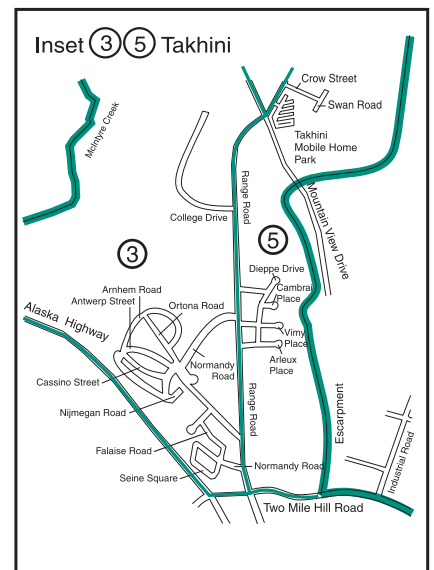 Inset 3 5 Takhini
Crow Street
Swan Road
Takhini
Mobile Home
Park
McIntyre Creek
Range Road
Mountain View Drive
College Drive
3
5
Dieppe Drive
Cambrai
Place
Arnhem Road
Antwerp Street
Ortona Road
Alaska Highway
Vimy
Place
Normandy
Road
Arleux
Place
Cassino Street
Nijmegan Road
Range Road
Escarpment
Falaise Road
Normandy Road
Seine Square
Industrial Road
Two Mile Hill Road